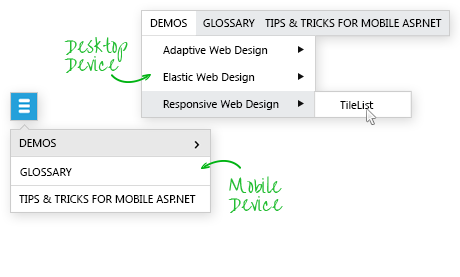 DEMOS GLOSSARY TIPS & TRICKS FOR MOBILE ASP.NET
Adaptive Web Design
Elastic Web Design
Responsive Web Design
TileList
Desktop
Device
DEMOS
GLOSSARY
TIPS & TRICKS FOR MOBILE ASP.NET
Mobile
Device